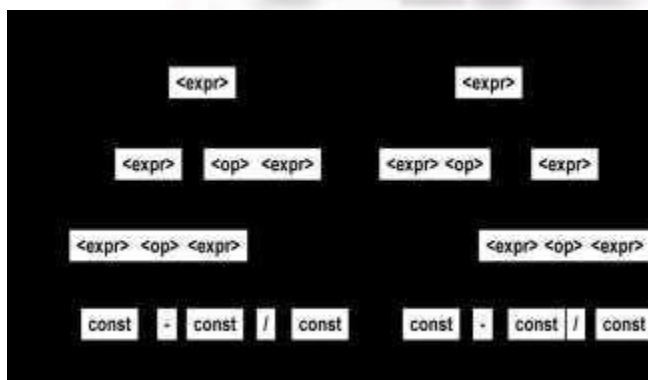 <expr> <expr>
<expr> <op> <expr> <expr> <op> <expr>
<expr> <op> <expr> <expr> <op> <expr>
const - const / const const - const / const